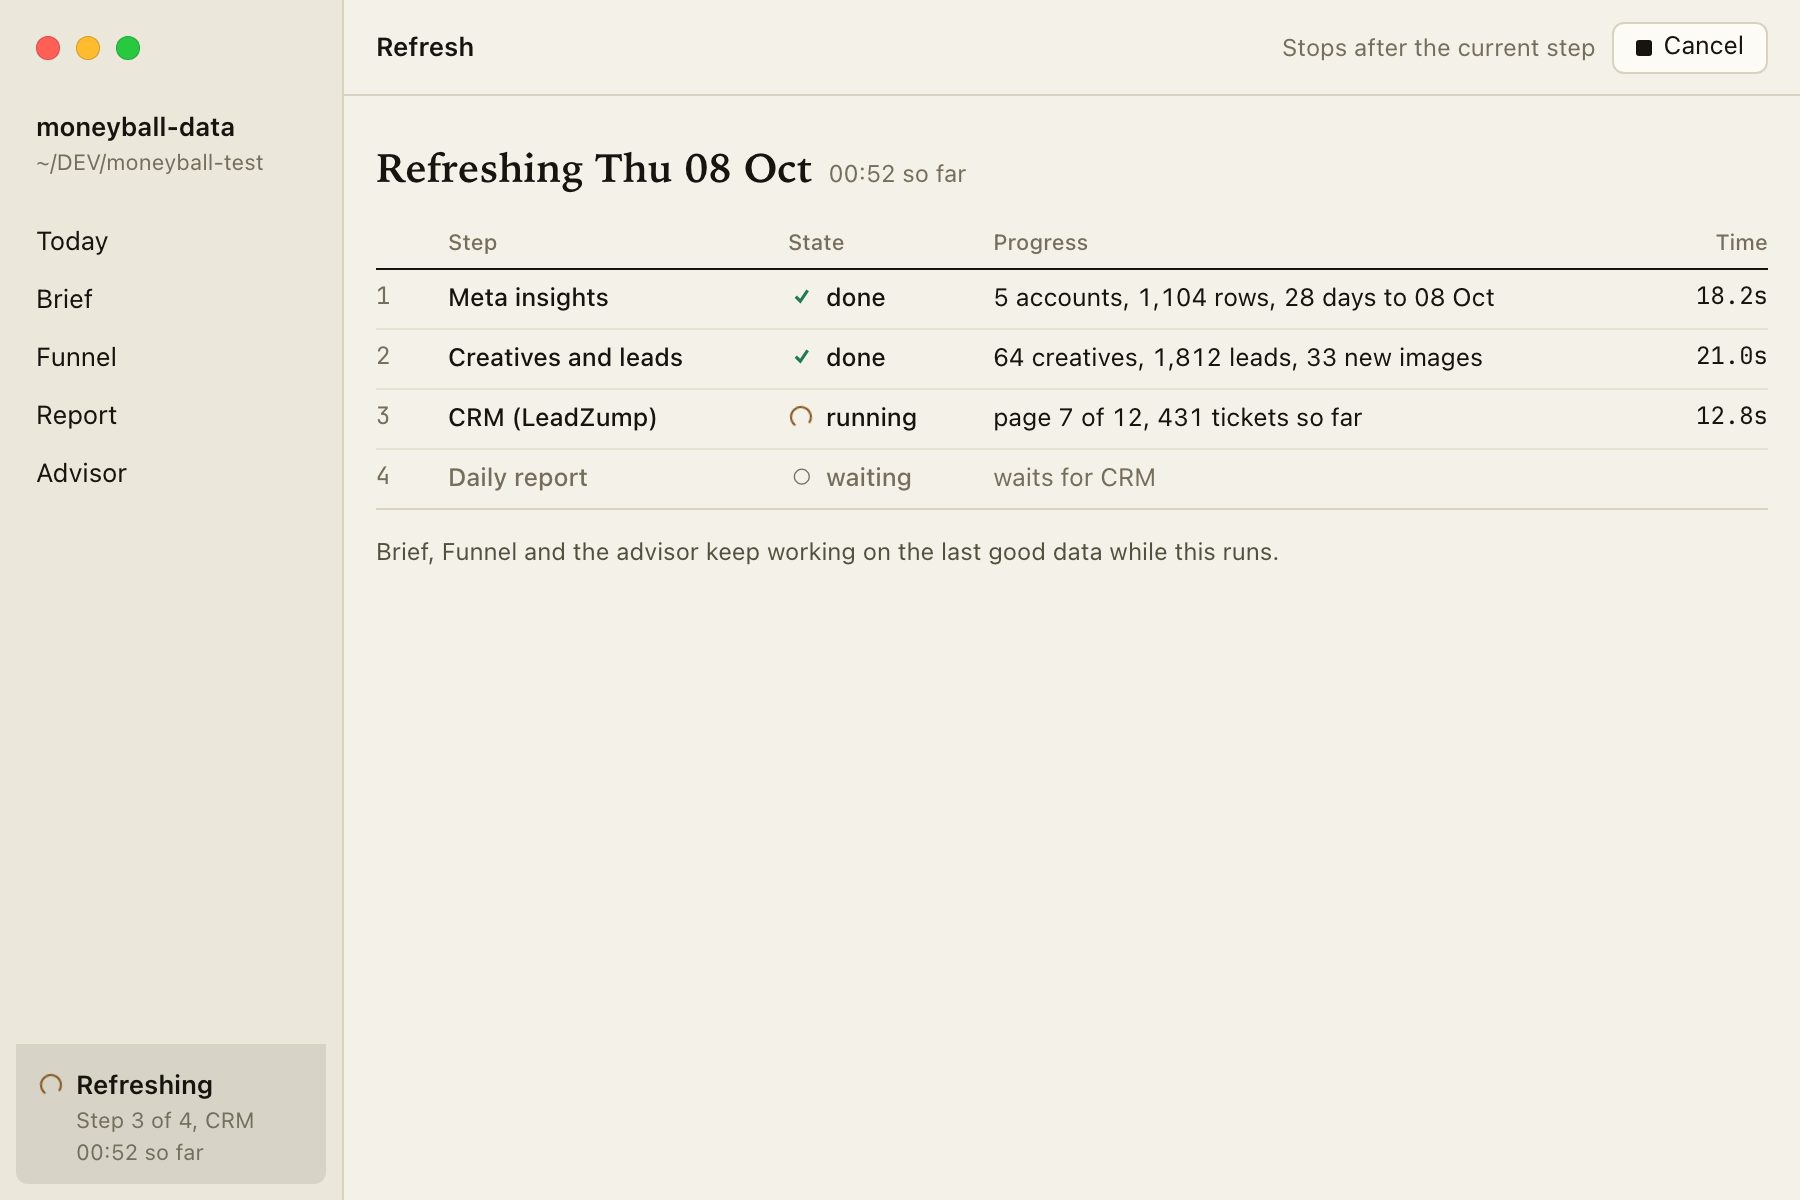 Refresh
Stops after the current step
Cancel
moneyball-data
~/DEV/moneyball-test
Today
Brief
Funnel
Report
Advisor
Refreshing Thu 08 Oct 00:52 so far
Step State Progress Time
1 Meta insights done 5 accounts, 1,104 rows, 28 days to 08 Oct 18.2s
2 Creatives and leads done 64 creatives, 1,812 leads, 33 new images 21.0s
3 CRM (LeadZump) running page 7 of 12, 431 tickets so far 12.8s
4 Daily report waiting waits for CRM
Brief, Funnel and the advisor keep working on the last good data while this runs.
Refreshing
Step 3 of 4, CRM
00:52 so far